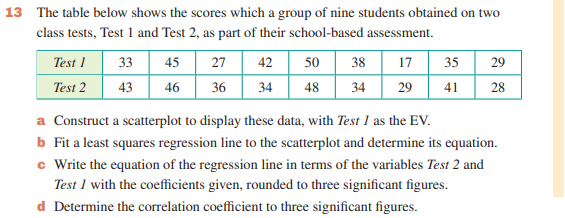 13 The table below shows the scores which a group of nine students obtained on two
class tests, Test 1 and Test 2, as part of their school-based assessment.
Test 1 33 45 27 42 50 38 17 35 29
Test 2 43 46 36 34 48 34 29 41 28
a Construct a scatterplot to display these data, with Test 1 as the EV.
b Fit a least squares regression line to the scatterplot and determine its equation.
c Write the equation of the regression line in terms of the variables Test 2 and
Test 1 with the coefficients given, rounded to three significant figures.
d Determine the correlation coefficient to three significant figures.